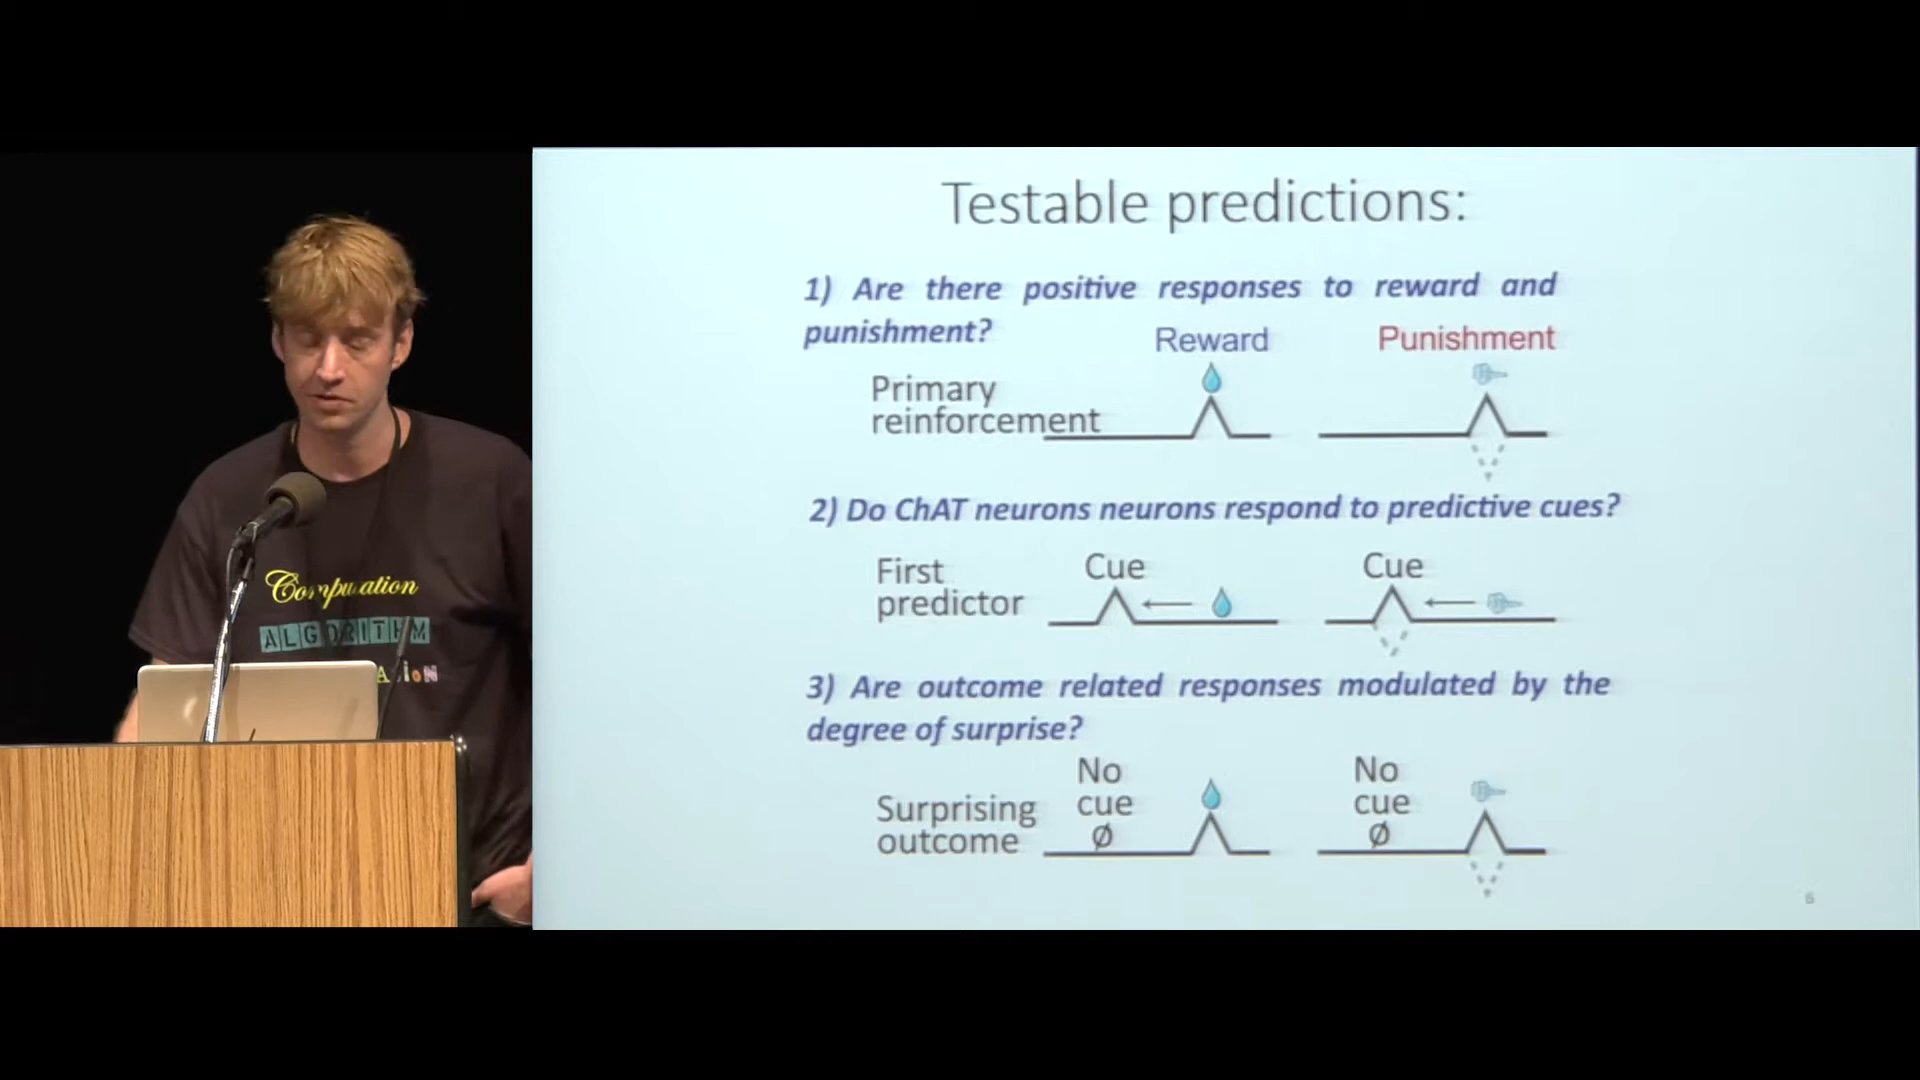 Testable predictions:
1) Are there positive responses to reward and
punishment?
Reward
Punishment
Primary
reinforcement
2) Do ChAT neurons neurons respond to predictive cues?
First
predictor
Cue
Cue
3) Are outcome related responses modulated by the
degree of surprise?
Surprising
outcome
No
cue
Ø
No
cue
Ø
6
Computation
ALGORITHM